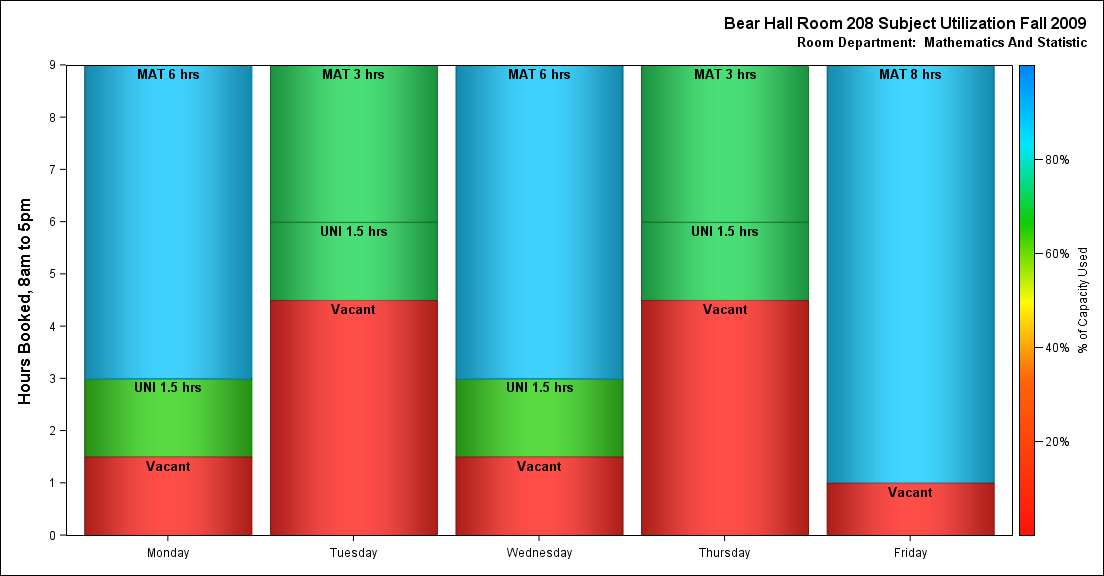 Bear Hall Room 208 Subject Utilization Fall 2009
Room Department:  Mathematics And Statistic
Hours Booked, 8am to 5pm
9
8
7
6
5
4
3
2
1
0
MAT 6 hrs
UNI 1.5 hrs
Vacant
MAT 3 hrs
UNI 1.5 hrs
Vacant
MAT 6 hrs
UNI 1.5 hrs
Vacant
MAT 3 hrs
UNI 1.5 hrs
Vacant
MAT 8 hrs
Vacant
Monday
Tuesday
Wednesday
Thursday
Friday
80%
60%
40%
20%
% of Capacity Used